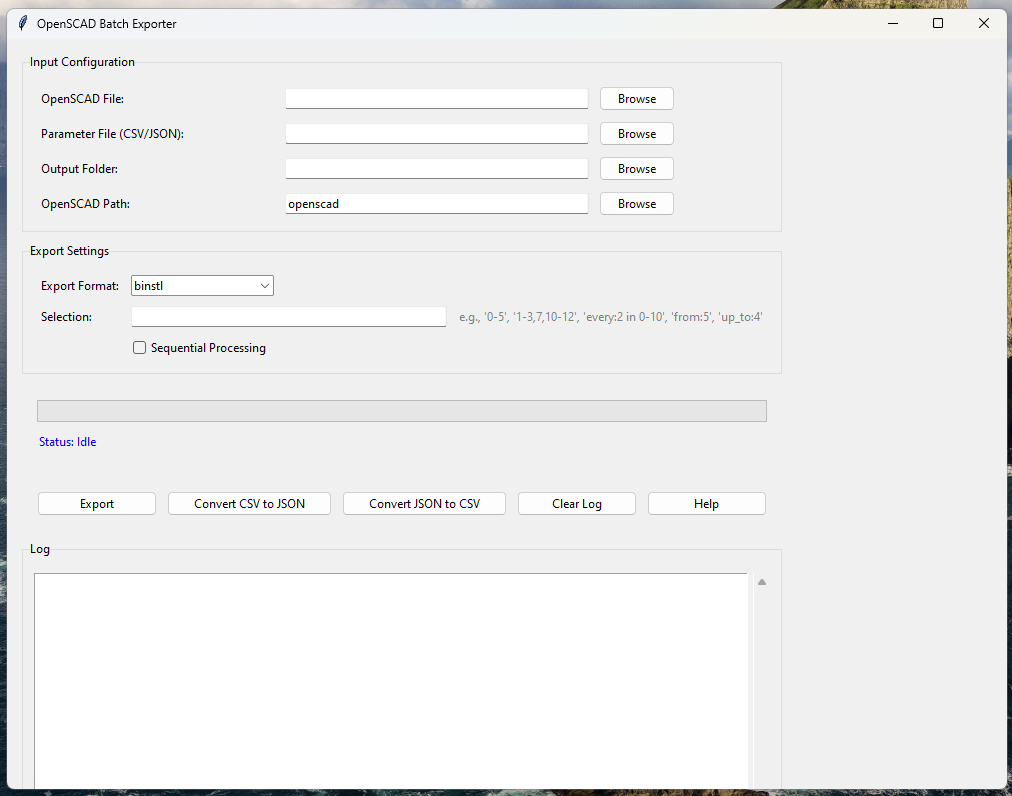 OpenSCAD Batch Exporter
Input Configuration
OpenSCAD File: Browse
Parameter File (CSV/JSON): Browse
Output Folder: Browse
OpenSCAD Path: openscad Browse
Export Settings
Export Format: binstl
Selection: e.g., '0-5', '1-3,7,10-12', 'every:2 in 0-10', 'from:5', 'up_to:4'
Sequential Processing
Status: Idle
Export Convert CSV to JSON Convert JSON to CSV Clear Log Help
Log